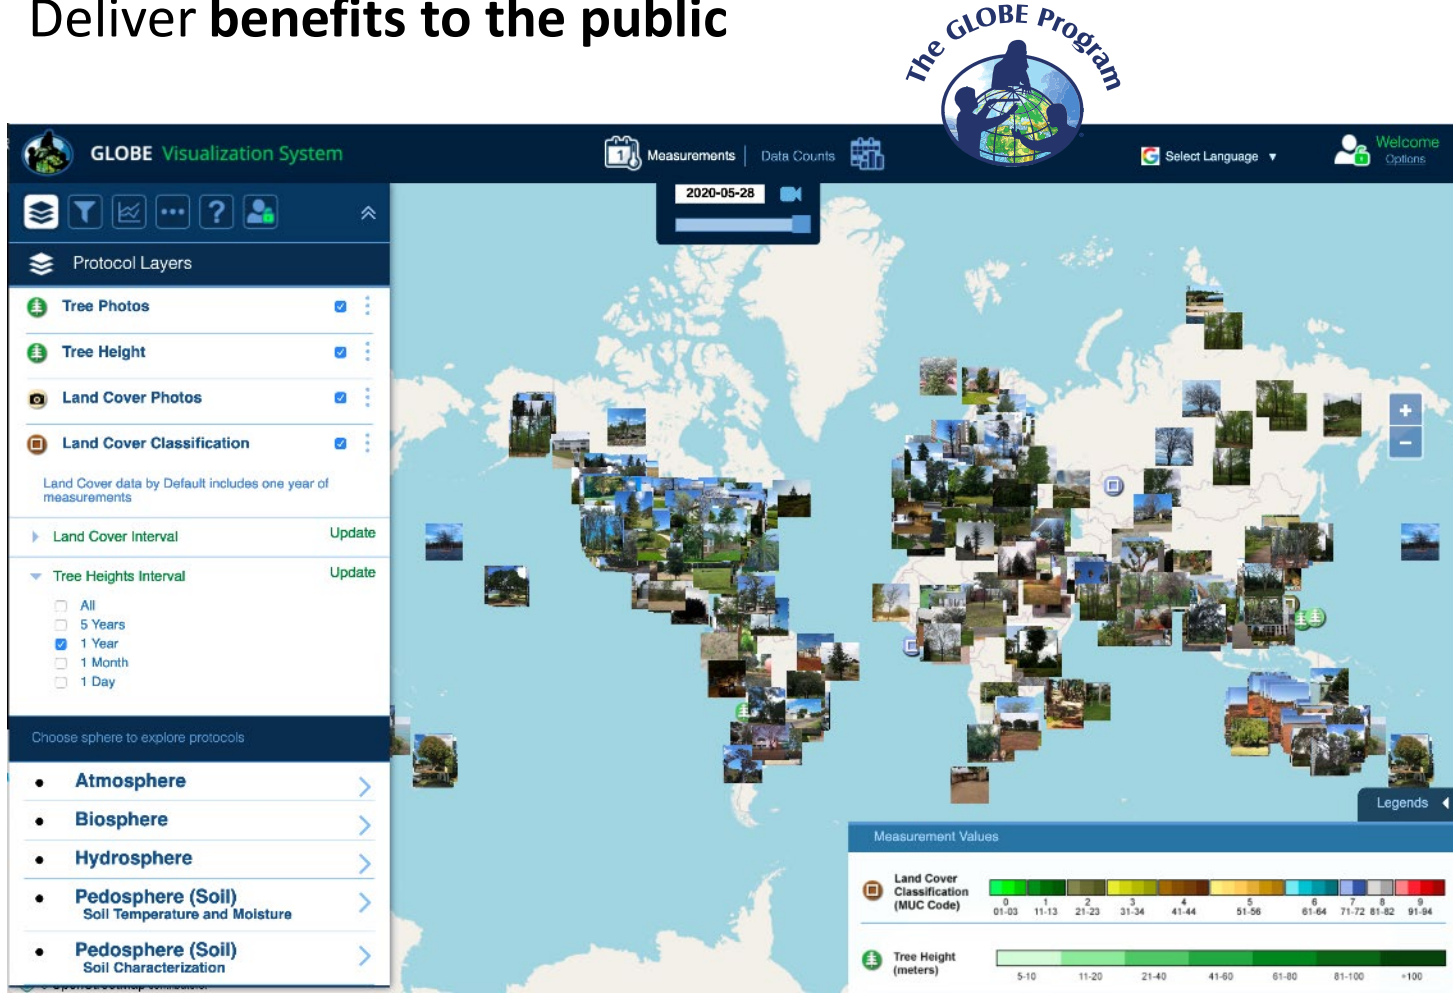 Deliver benefits to the public
The GLOBE Program
GLOBE Visualization System
1
Measurements
Data Counts
Select Language ▼
Welcome
Options
2020-05-28
Protocol Layers
Tree Photos
Tree Height
Land Cover Photos
Land Cover Classification
Land Cover data by Default includes one year of
measurements
Land Cover Interval
Update
Tree Heights Interval
Update
All
5 Years
1 Year
1 Month
1 Day
Choose sphere to explore protocols
• Atmosphere
• Biosphere
• Hydrosphere
• Pedosphere (Soil)
Soil Temperature and Moisture
• Pedosphere (Soil)
Soil Characterization
+
−
Legends
Measurement Values
Land Cover
Classification
(MUC Code)
0 1 2 3 4 5 6 7 8 9
01-03 11-13 21-23 31-34 41-44 51-56 61-64 71-72 81-82 91-94
Tree Height
(meters)
5-10 11-20 21-40 41-60 61-80 81-100 +100